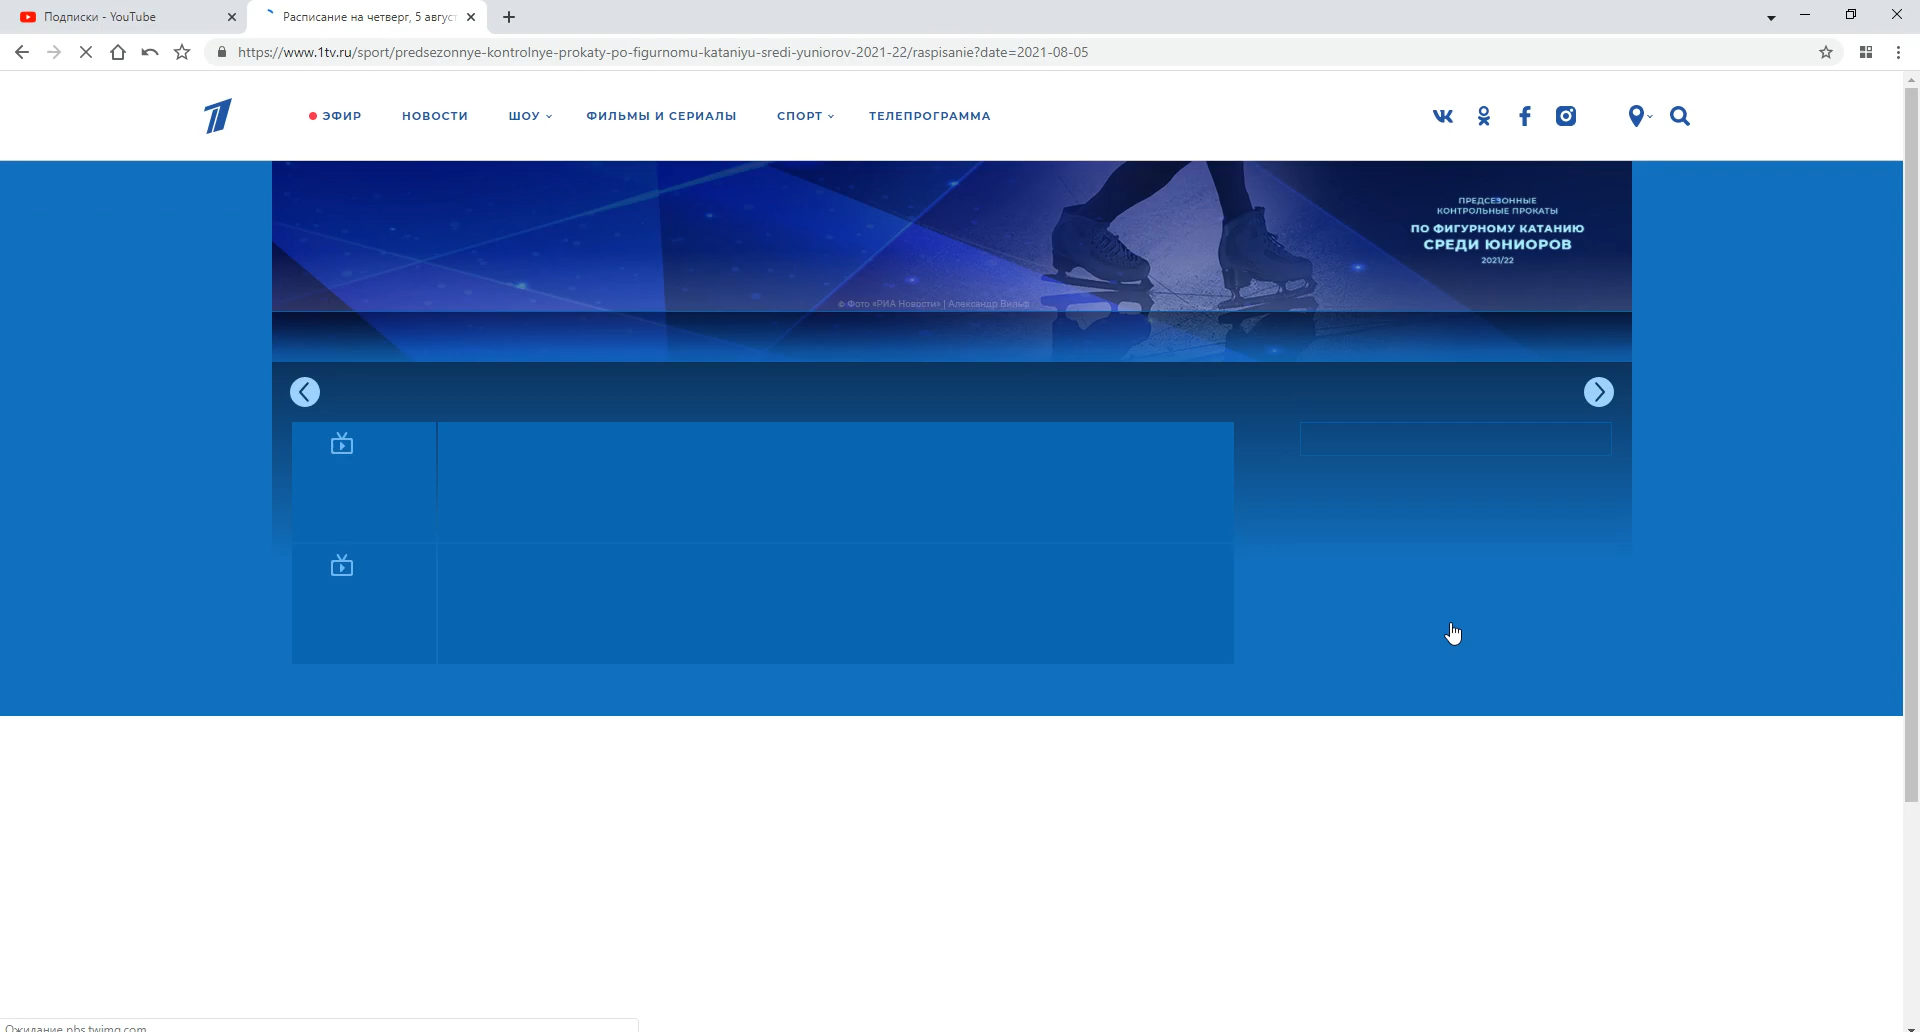 Подписки - YouTube
Расписание на четверг, 5 август
https://www.1tv.ru/sport/predsezonnye-kontrolnye-prokaty-po-figurnomu-kataniyu-sredi-yuniorov-2021-22/raspisanie?date=2021-08-05
ЭФИР НОВОСТИ ШОУ ФИЛЬМЫ И СЕРИАЛЫ СПОРТ ТЕЛЕПРОГРАММА
ПРЕДСЕЗОННЫЕ
КОНТРОЛЬНЫЕ ПРОКАТЫ
ПО ФИГУРНОМУ КАТАНИЮ
СРЕДИ ЮНИОРОВ
2021/22
© Фото «РИА Новости» | Александр Вильф
Ожидание pbs.twimg.com